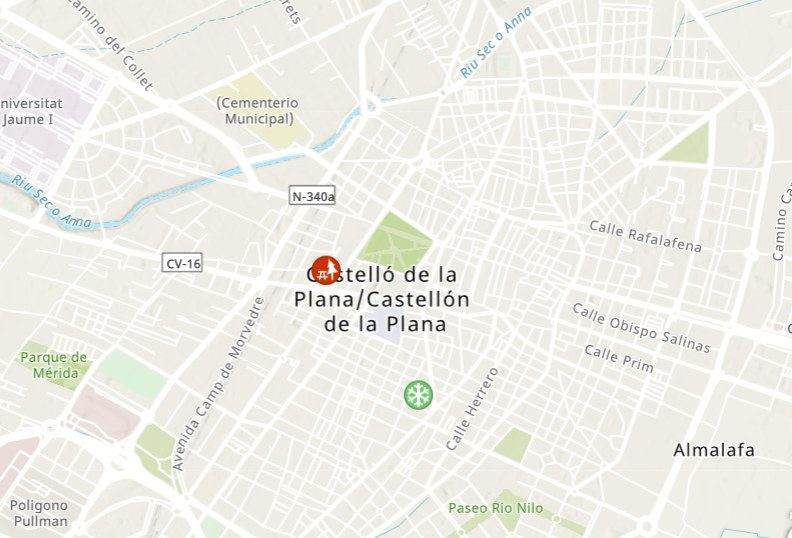 Camino del Collet
Riu Sec o Anna
niversitat
Jaume I
(Cementerio
Municipal)
Riu Sec o Anna
N-340a
Camino Ca
Calle Rafalafena
CV-16
Castelló de la
Plana/Castellón
de la Plana
Calle Obispo Salinas
Calle Prim
Parque de
Mérida
Avenida Camp de Morvedre
Calle Herrero
Almalafa
Poligono
Pullman
Paseo Rio Nilo